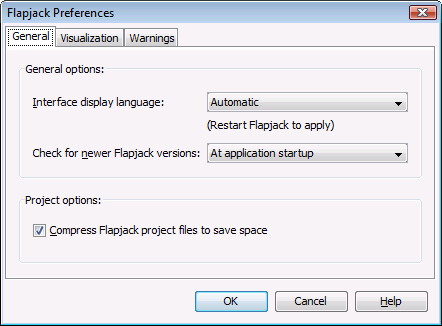 Flapjack Preferences
General Visualization Warnings
General options:
Interface display language: Automatic
(Restart Flapjack to apply)
Check for newer Flapjack versions: At application startup
Project options:
Compress Flapjack project files to save space
OK Cancel Help